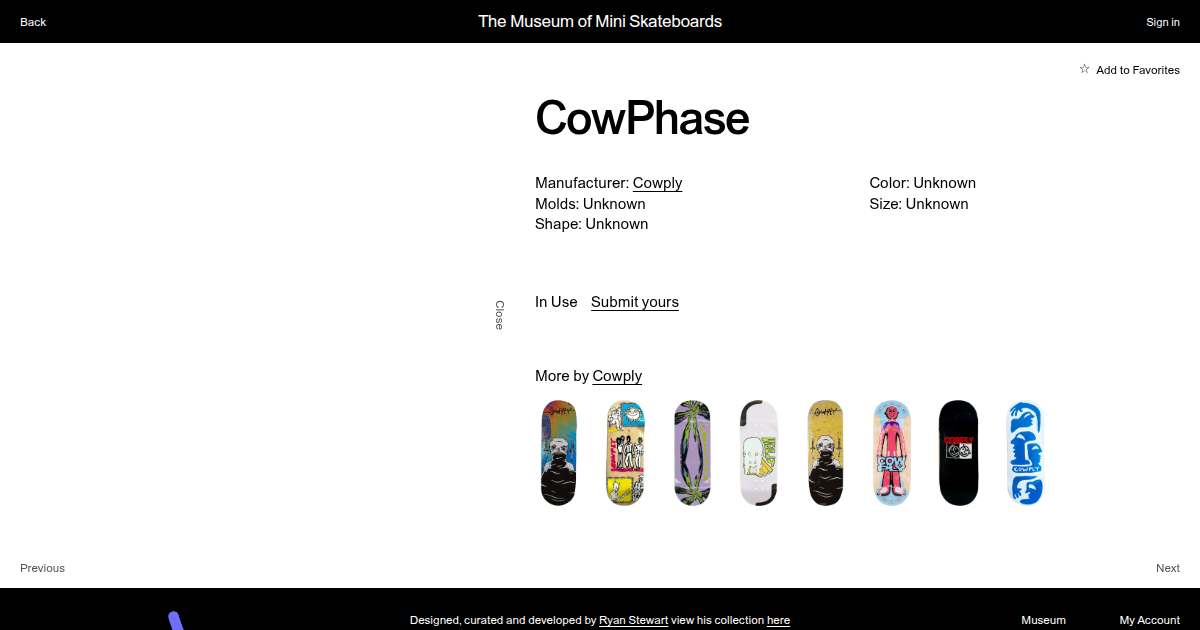 Back
The Museum of Mini Skateboards
Sign in
☆ Add to Favorites
CowPhase
Manufacturer: Cowply
Molds: Unknown
Shape: Unknown
Color: Unknown
Size: Unknown
Close
In Use Submit yours
More by Cowply
COWPLY
COWPLY
Previous
Next
Designed, curated and developed by Ryan Stewart view his collection here
Museum
My Account